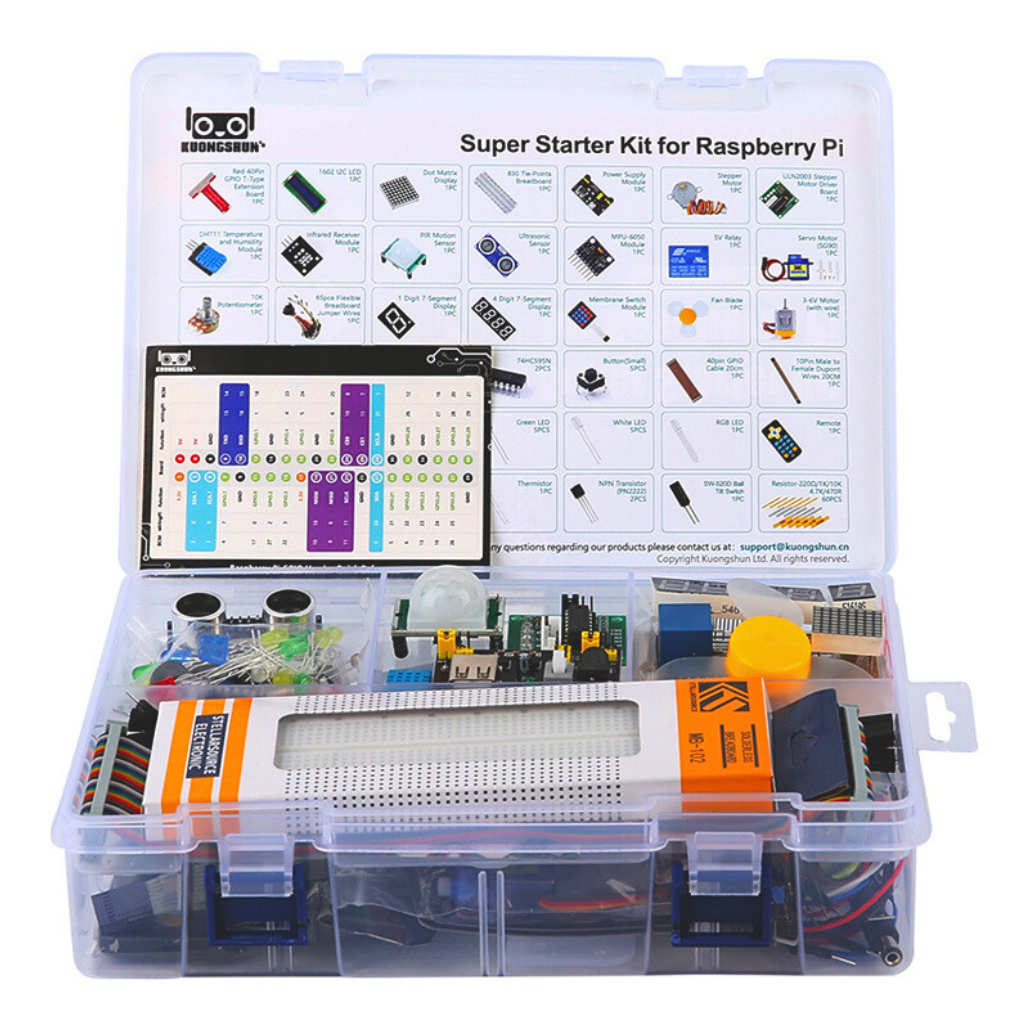 KUONGSHUN
Super Starter Kit for Raspberry Pi
Red 40Pin
GPIO T-Type
Extension
Board
1PC
1602 I2C LCD
1PC
Dot Matrix
Display
1PC
830 Tie-Points
Breadboard
1PC
Power Supply
Module
1PC
Stepper
Motor
1PC
ULN2003 Stepper
Motor Driver
Board
1PC
DHT11 Temperature
and Humidity
Module
1PC
Infrared Receiver
Module
1PC
PIR Motion
Sensor
1PC
Ultrasonic
Sensor
1PC
MPU-6050
Module
1PC
5V Relay
1PC
Servo Motor
(SG90)
1PC
10K
Potentiometer
1PC
65pcs Flexible
Breadboard
Jumper Wires
1PC
1 Digit 7-Segment
Display
1PC
4 Digit 7-Segment
Display
1PC
Membrane Switch
Module
1PC
Fan Blade
1PC
3-6V Motor
(with wire)
1PC
74HC595N
2PCS
Button(Small)
5PCS
40pin GPIO
Cable 20cm
1PC
10Pin Male to
Female Dupont
Wires 20CM
1PC
Green LED
5PCS
White LED
5PCS
RGB LED
1PC
Remote
1PC
Thermistor
1PC
NPN Transistor
(PN2222)
2PCS
SW-520D Ball
Tilt Switch
1PC
Resistor-220Ω/1K/10K
4.7K/470R
60PCS
ny questions regarding our products please contact us at: support@kuongshun.cn
Copyright Kuongshun Ltd. All rights reserved.
KUONGSHUN
STELLARSOURCE
ELECTRONIC
KS
STELLARSOURCE
MB-102
SOLDERLESS
BREADBOARD